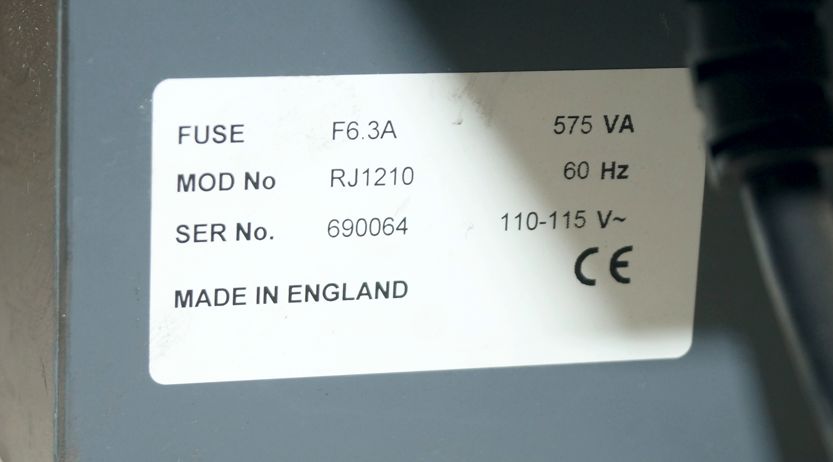 FUSE F6.3A 575 VA
MOD No RJ1210 60 Hz
SER No. 690064 110-115 V~
CE
MADE IN ENGLAND